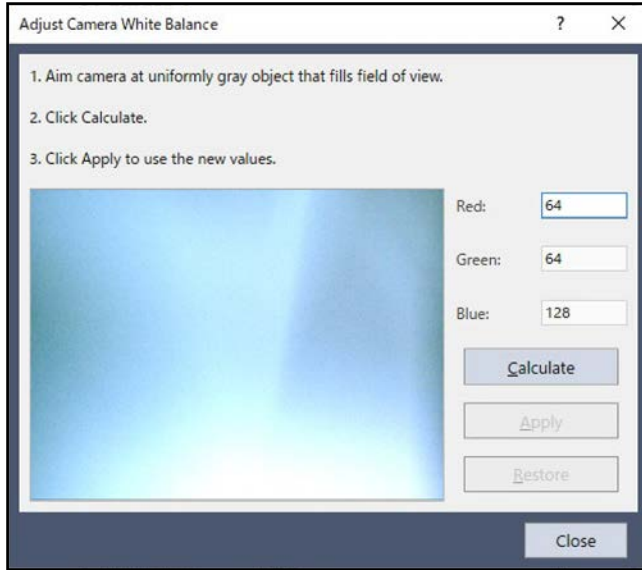 Adjust Camera White Balance ? ×
1. Aim camera at uniformly gray object that fills field of view.
2. Click Calculate.
3. Click Apply to use the new values.
Red: 64
Green: 64
Blue: 128
Calculate
Apply
Restore
Close